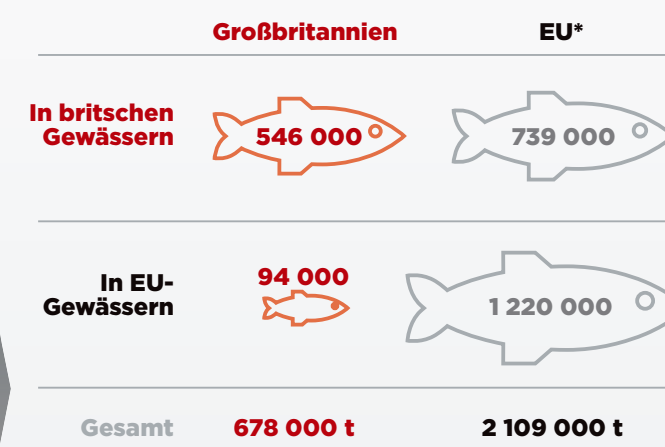 Großbritannien EU*
In britschen
Gewässern
546 000 739 000
In EU-
Gewässern
94 000 1 220 000
Gesamt 678 000 t 2 109 000 t